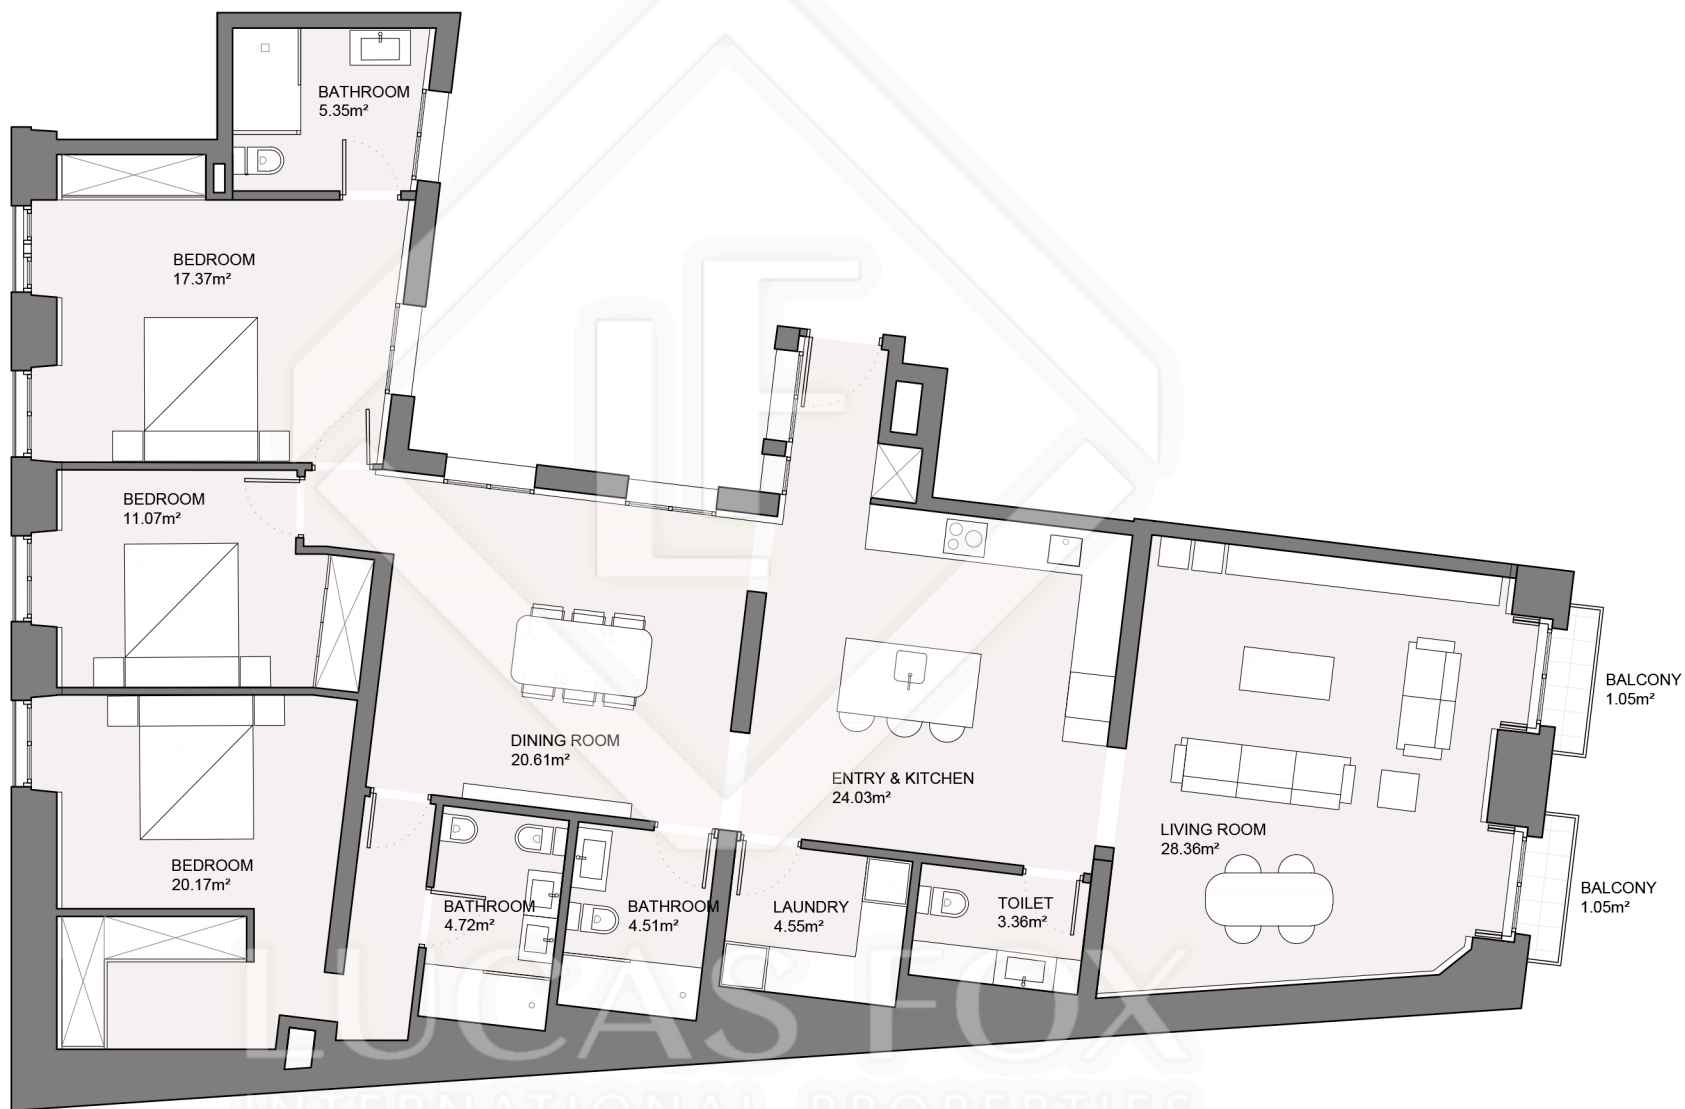 BATHROOM
5.35m²
BEDROOM
17.37m²
BEDROOM
11.07m²
DINING ROOM
20.61m²
ENTRY & KITCHEN
24.03m²
BALCONY
1.05m²
LIVING ROOM
28.36m²
BEDROOM
20.17m²
BATHROOM
4.72m²
BATHROOM
4.51m²
LAUNDRY
4.55m²
TOILET
3.36m²
BALCONY
1.05m²
LUCAS FOX
INTERNATIONAL PROPERTIES